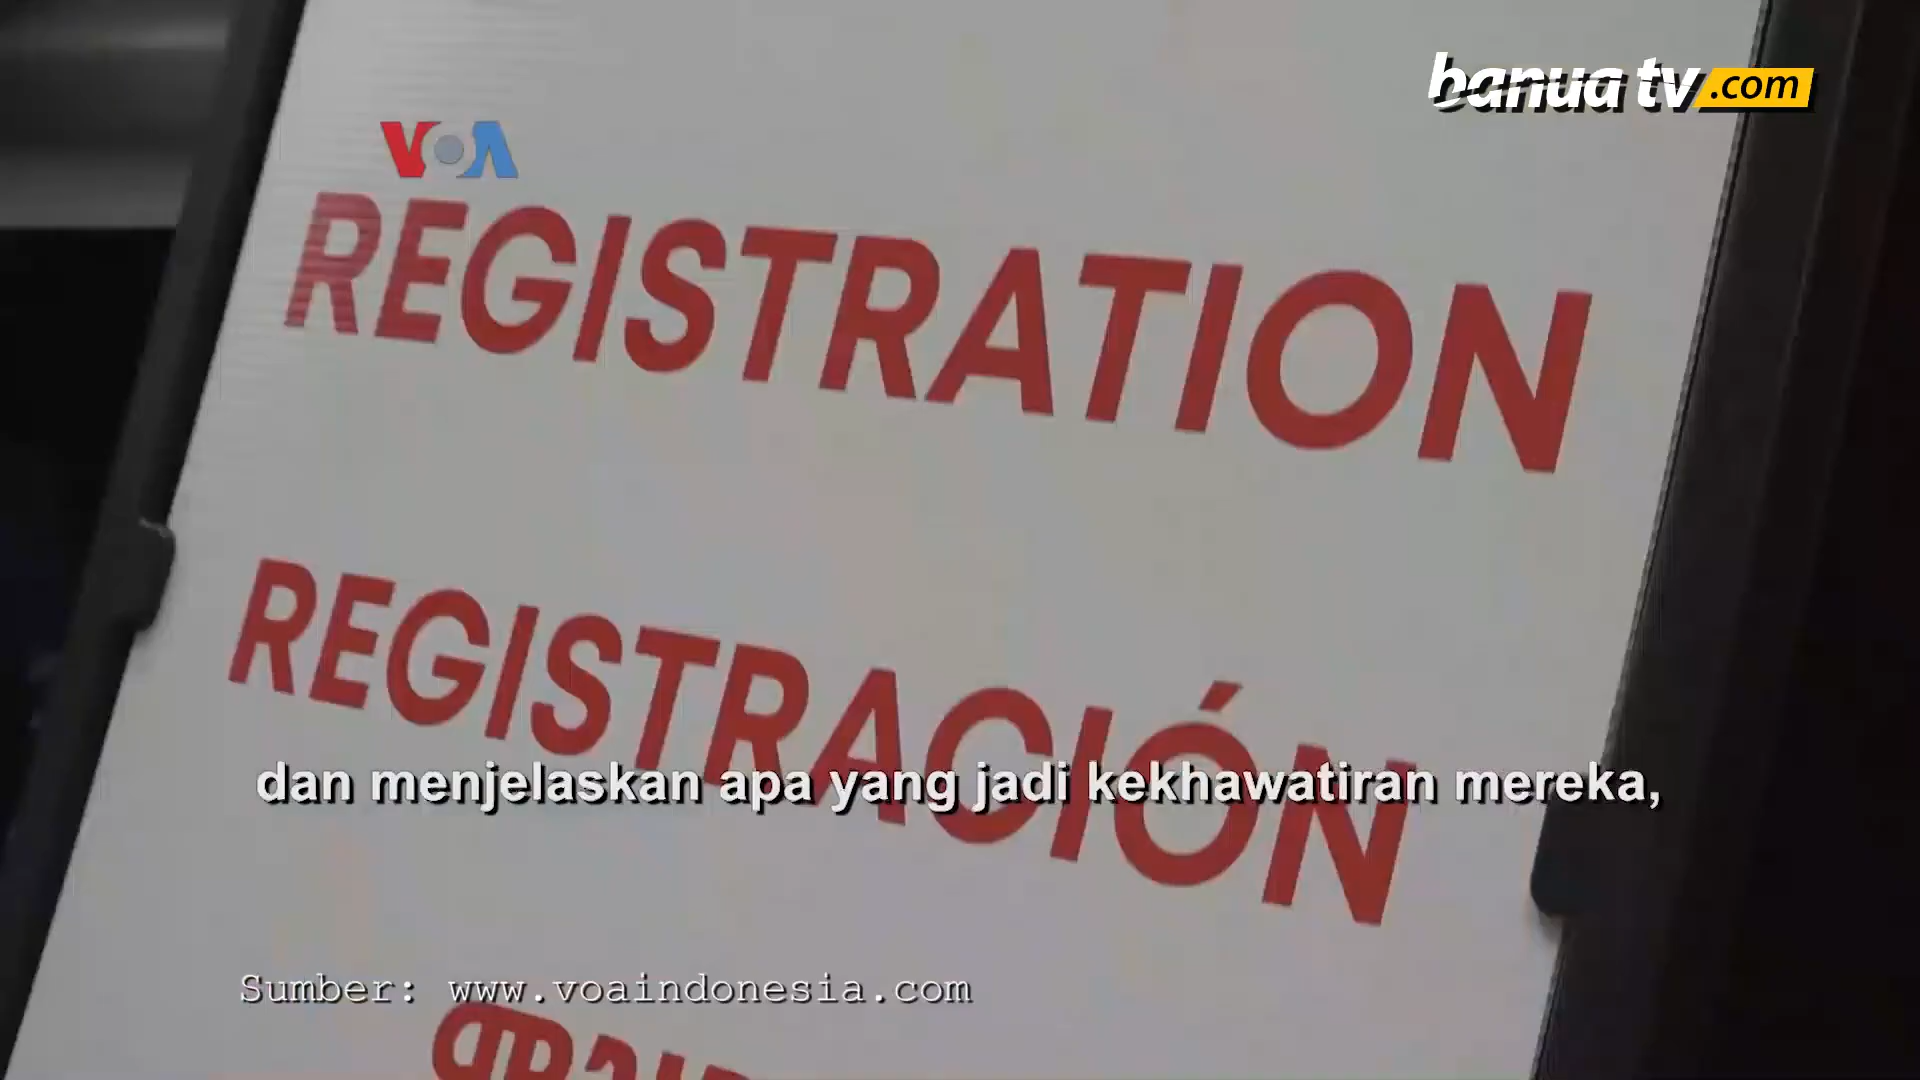 banua tv.com
VOA
REGISTRATION
REGISTRACIÓN
dan menjelaskan apa yang jadi kekhawatiran mereka,
Sumber: www.voaindonesia.com